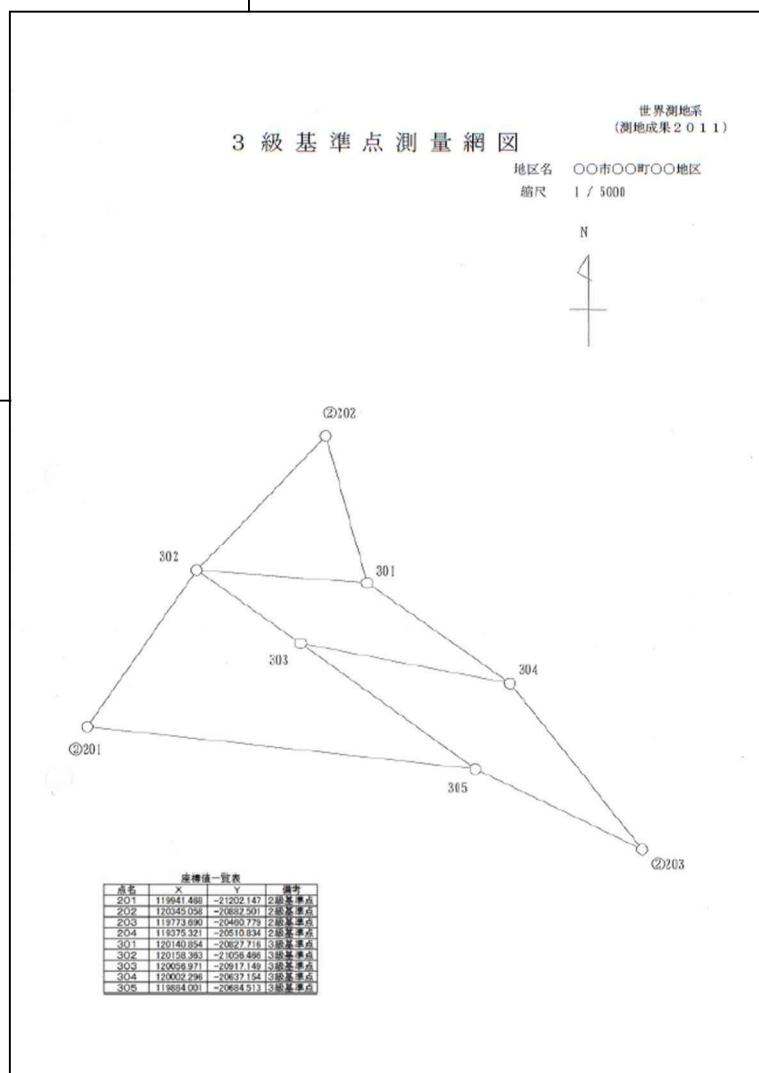 世界測地系
(測地成果2011)
3級基準点測量網図
地区名 〇〇市〇〇町〇〇地区
縮尺 1 / 5000
N
②202
302
301
303
304
②201
305
②203
座標値一覧表
点名 X Y 備考
201 119941.468 -21202.147 2級基準点
202 120345.058 -20882.501 2級基準点
203 119773.690 -20460.779 2級基準点
204 119375.321 -20510.834 2級基準点
301 120140.854 -20827.716 3級基準点
302 120158.363 -21056.466 3級基準点
303 120056.971 -20917.149 3級基準点
304 120002.296 -20637.154 3級基準点
305 119884.001 -20684.513 3級基準点